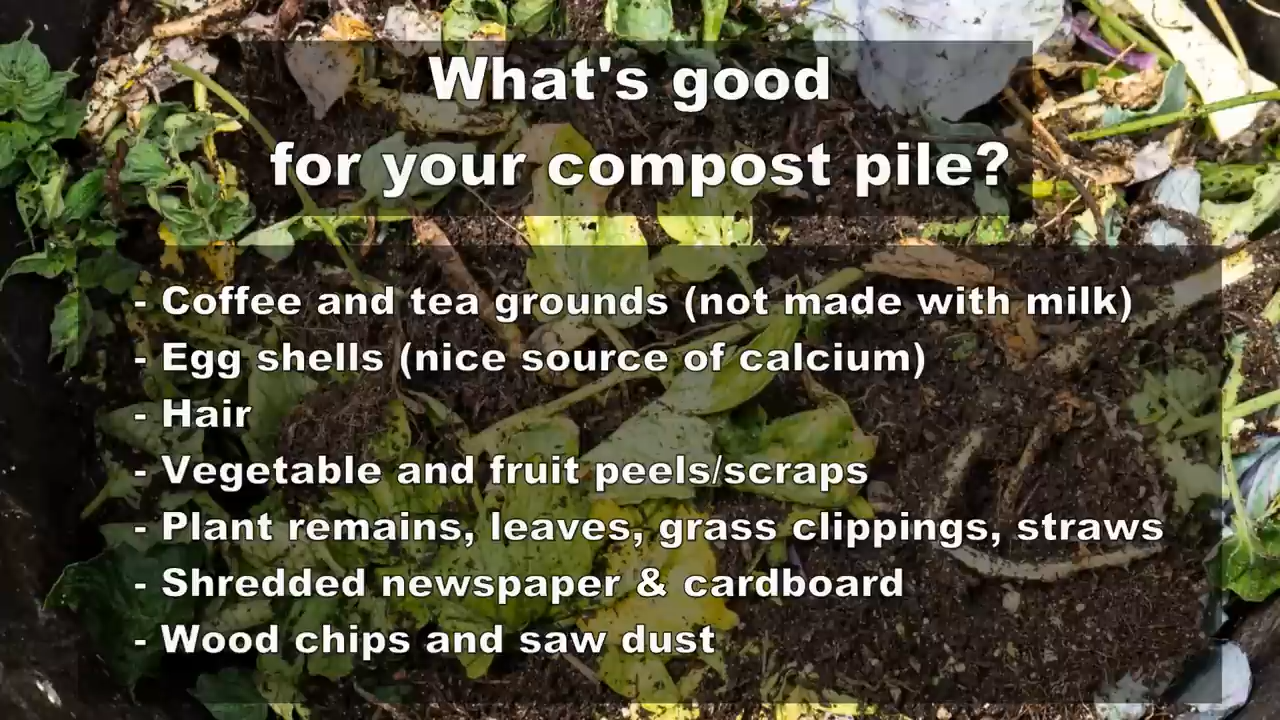 What's good
for your compost pile?
- Coffee and tea grounds (not made with milk)
- Egg shells (nice source of calcium)
- Hair
- Vegetable and fruit peels/scraps
- Plant remains, leaves, grass clippings, straws
- Shredded newspaper & cardboard
- Wood chips and saw dust